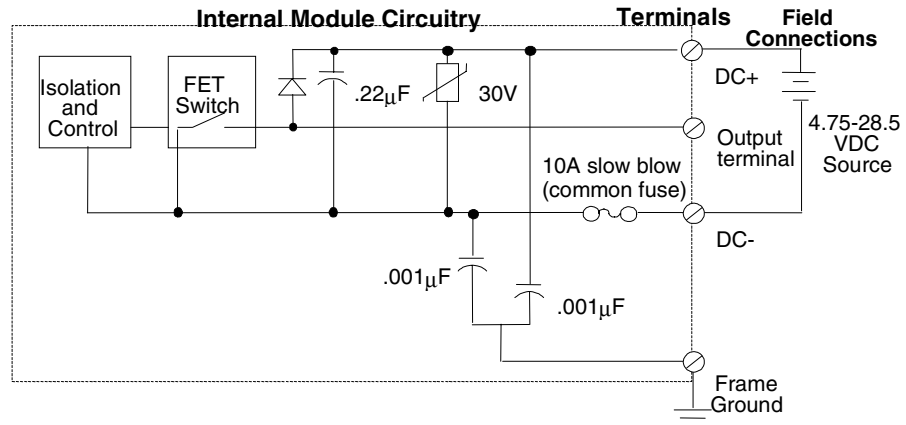 Internal Module Circuitry
Terminals
Field
Connections
Isolation
and
Control
FET
Switch
.22µF
30V
DC+
4.75-28.5
VDC
Source
Output
terminal
10A slow blow
(common fuse)
DC-
.001µF
.001µF
Frame
Ground